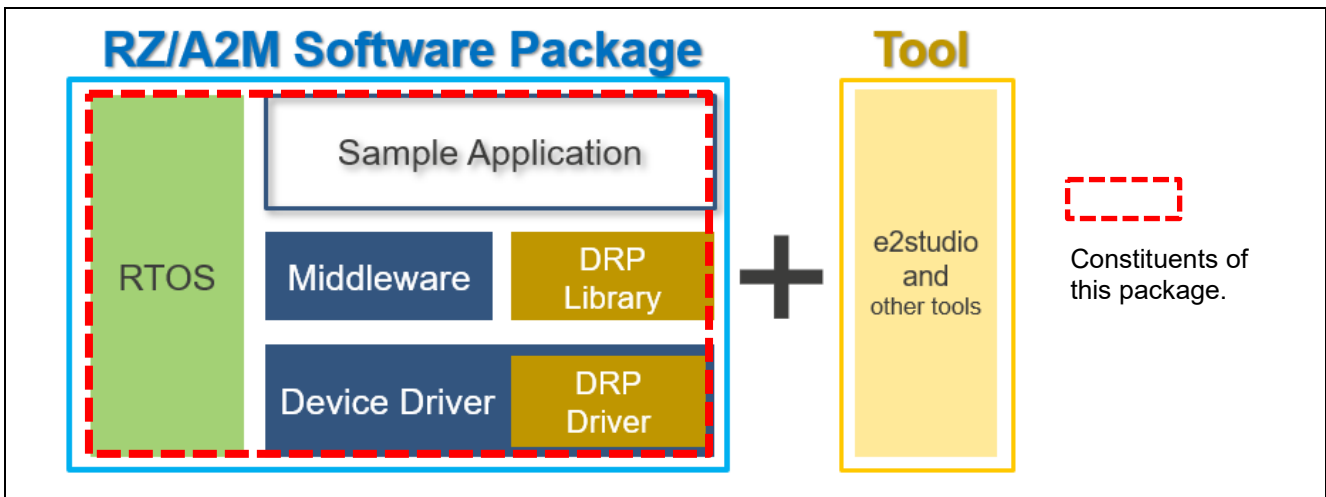 RZ/A2M Software Package
Tool
RTOS
Sample Application
Middleware
DRP
Library
Device Driver
DRP
Driver
+
e2studio
and
other tools
Constituents of
this package.